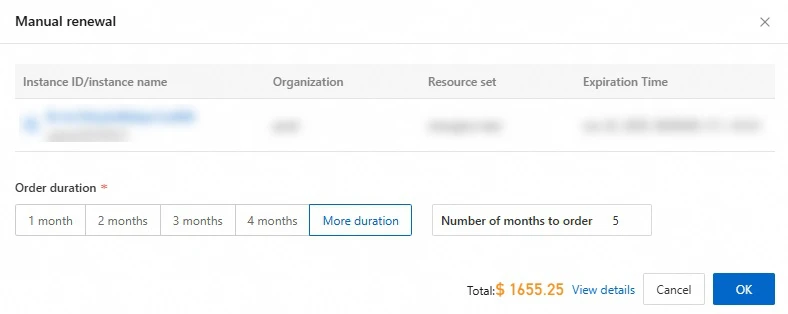 Manual renewal
Instance ID/instance name Organization Resource set Expiration Time
Order duration *
1 month 2 months 3 months 4 months More duration Number of months to order 5
Total:$ 1655.25 View details Cancel OK